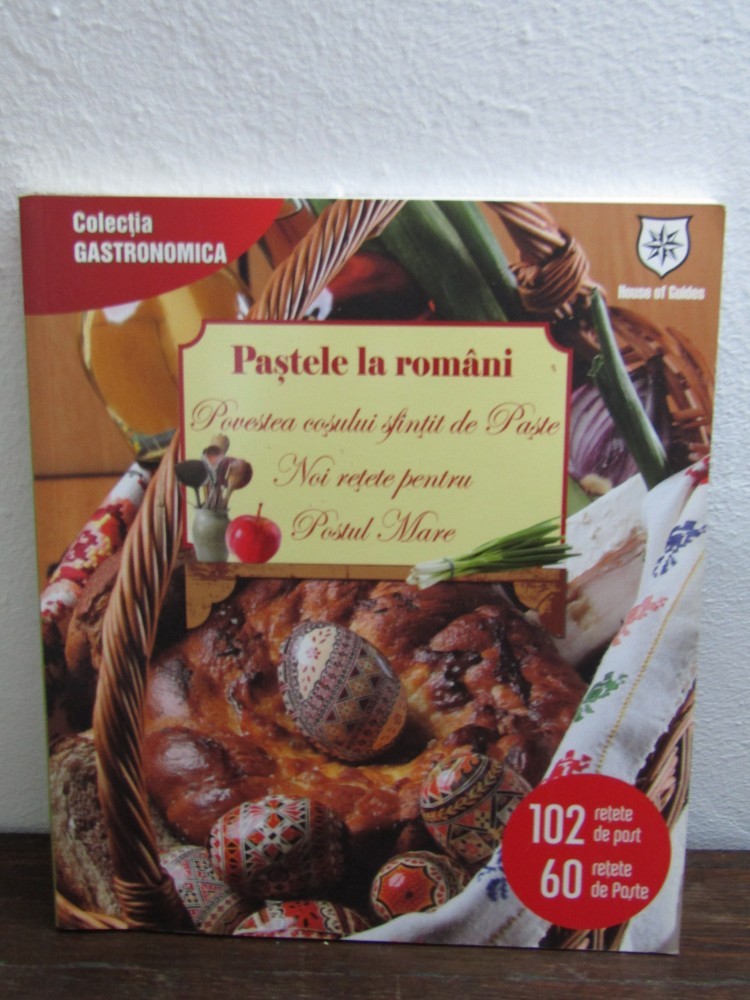 Colecția
GASTRONOMICA
House of Guides
Paștele la români
Povestea coșului sfințit de Paște
Noi rețete pentru
Postul Mare
102 rețete
de post
60 rețete
de Paște